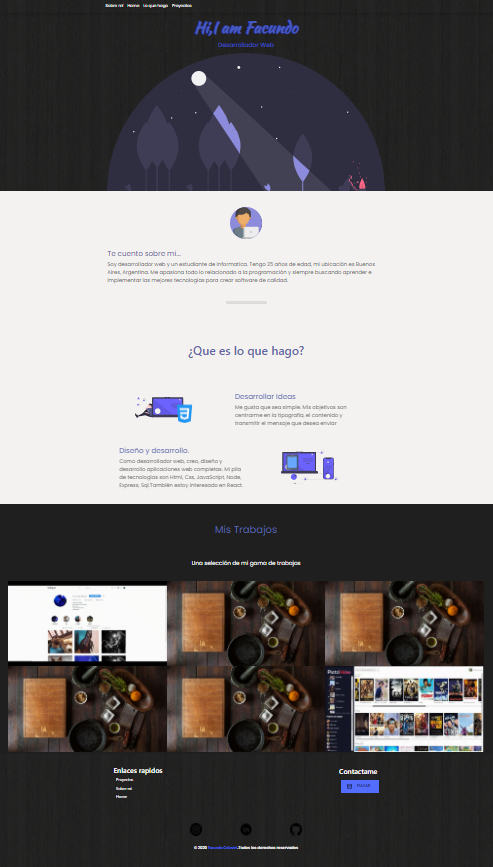 Sobre mi Home Lo que hago Proyectos
Hi,I am Facundo
Desarrollador Web
Te cuento sobre mi...
Soy desarrollador web y un estudiante de informatica. Tengo 25 años de edad, mi ubicación es Buenos
Aires, Argentina. Me apasiona todo lo relacionado a la programación y siempre buscando aprender e
implementar las mejores tecnologías para crear software de calidad.
¿Que es lo que hago?
Desarrollar Ideas
Me gusta que sea simple. Mis objetivos son
centrarme en la tipografía, el contenido y
transmitir el mensaje que desea enviar
Diseño y desarrollo.
Como desarrollador web, creo, diseño y
desarrollo aplicaciones web completas. Mi pila
de tecnologías son Html, Css, JavaScript, Node,
Express, Sql.También estoy interesado en React.
Mis Trabajos
Una selección de mi gama de trabajos
Enlaces rapidos
Proyectos
Sobre mi
Home
Contactame
© 2020 Facundo
Todos los derechos reservados